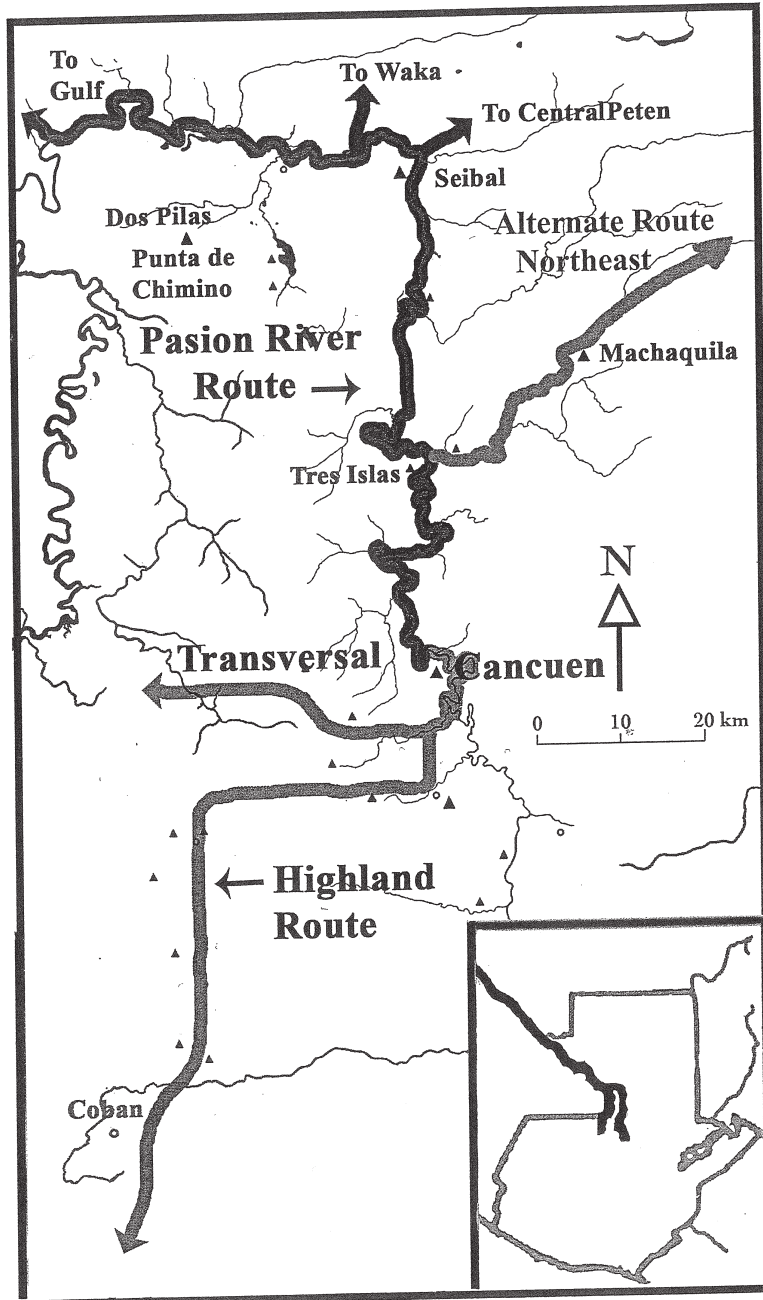 To
Gulf
To Waka
To CentralPeten
Seibal
Dos Pilas
Alternate Route
Northeast
Punta de
Chimino
Pasion River
Route
Machaquila
Tres Islas
N
Transversal
Cancuen
0 10 20 km
Highland
Route
Coban